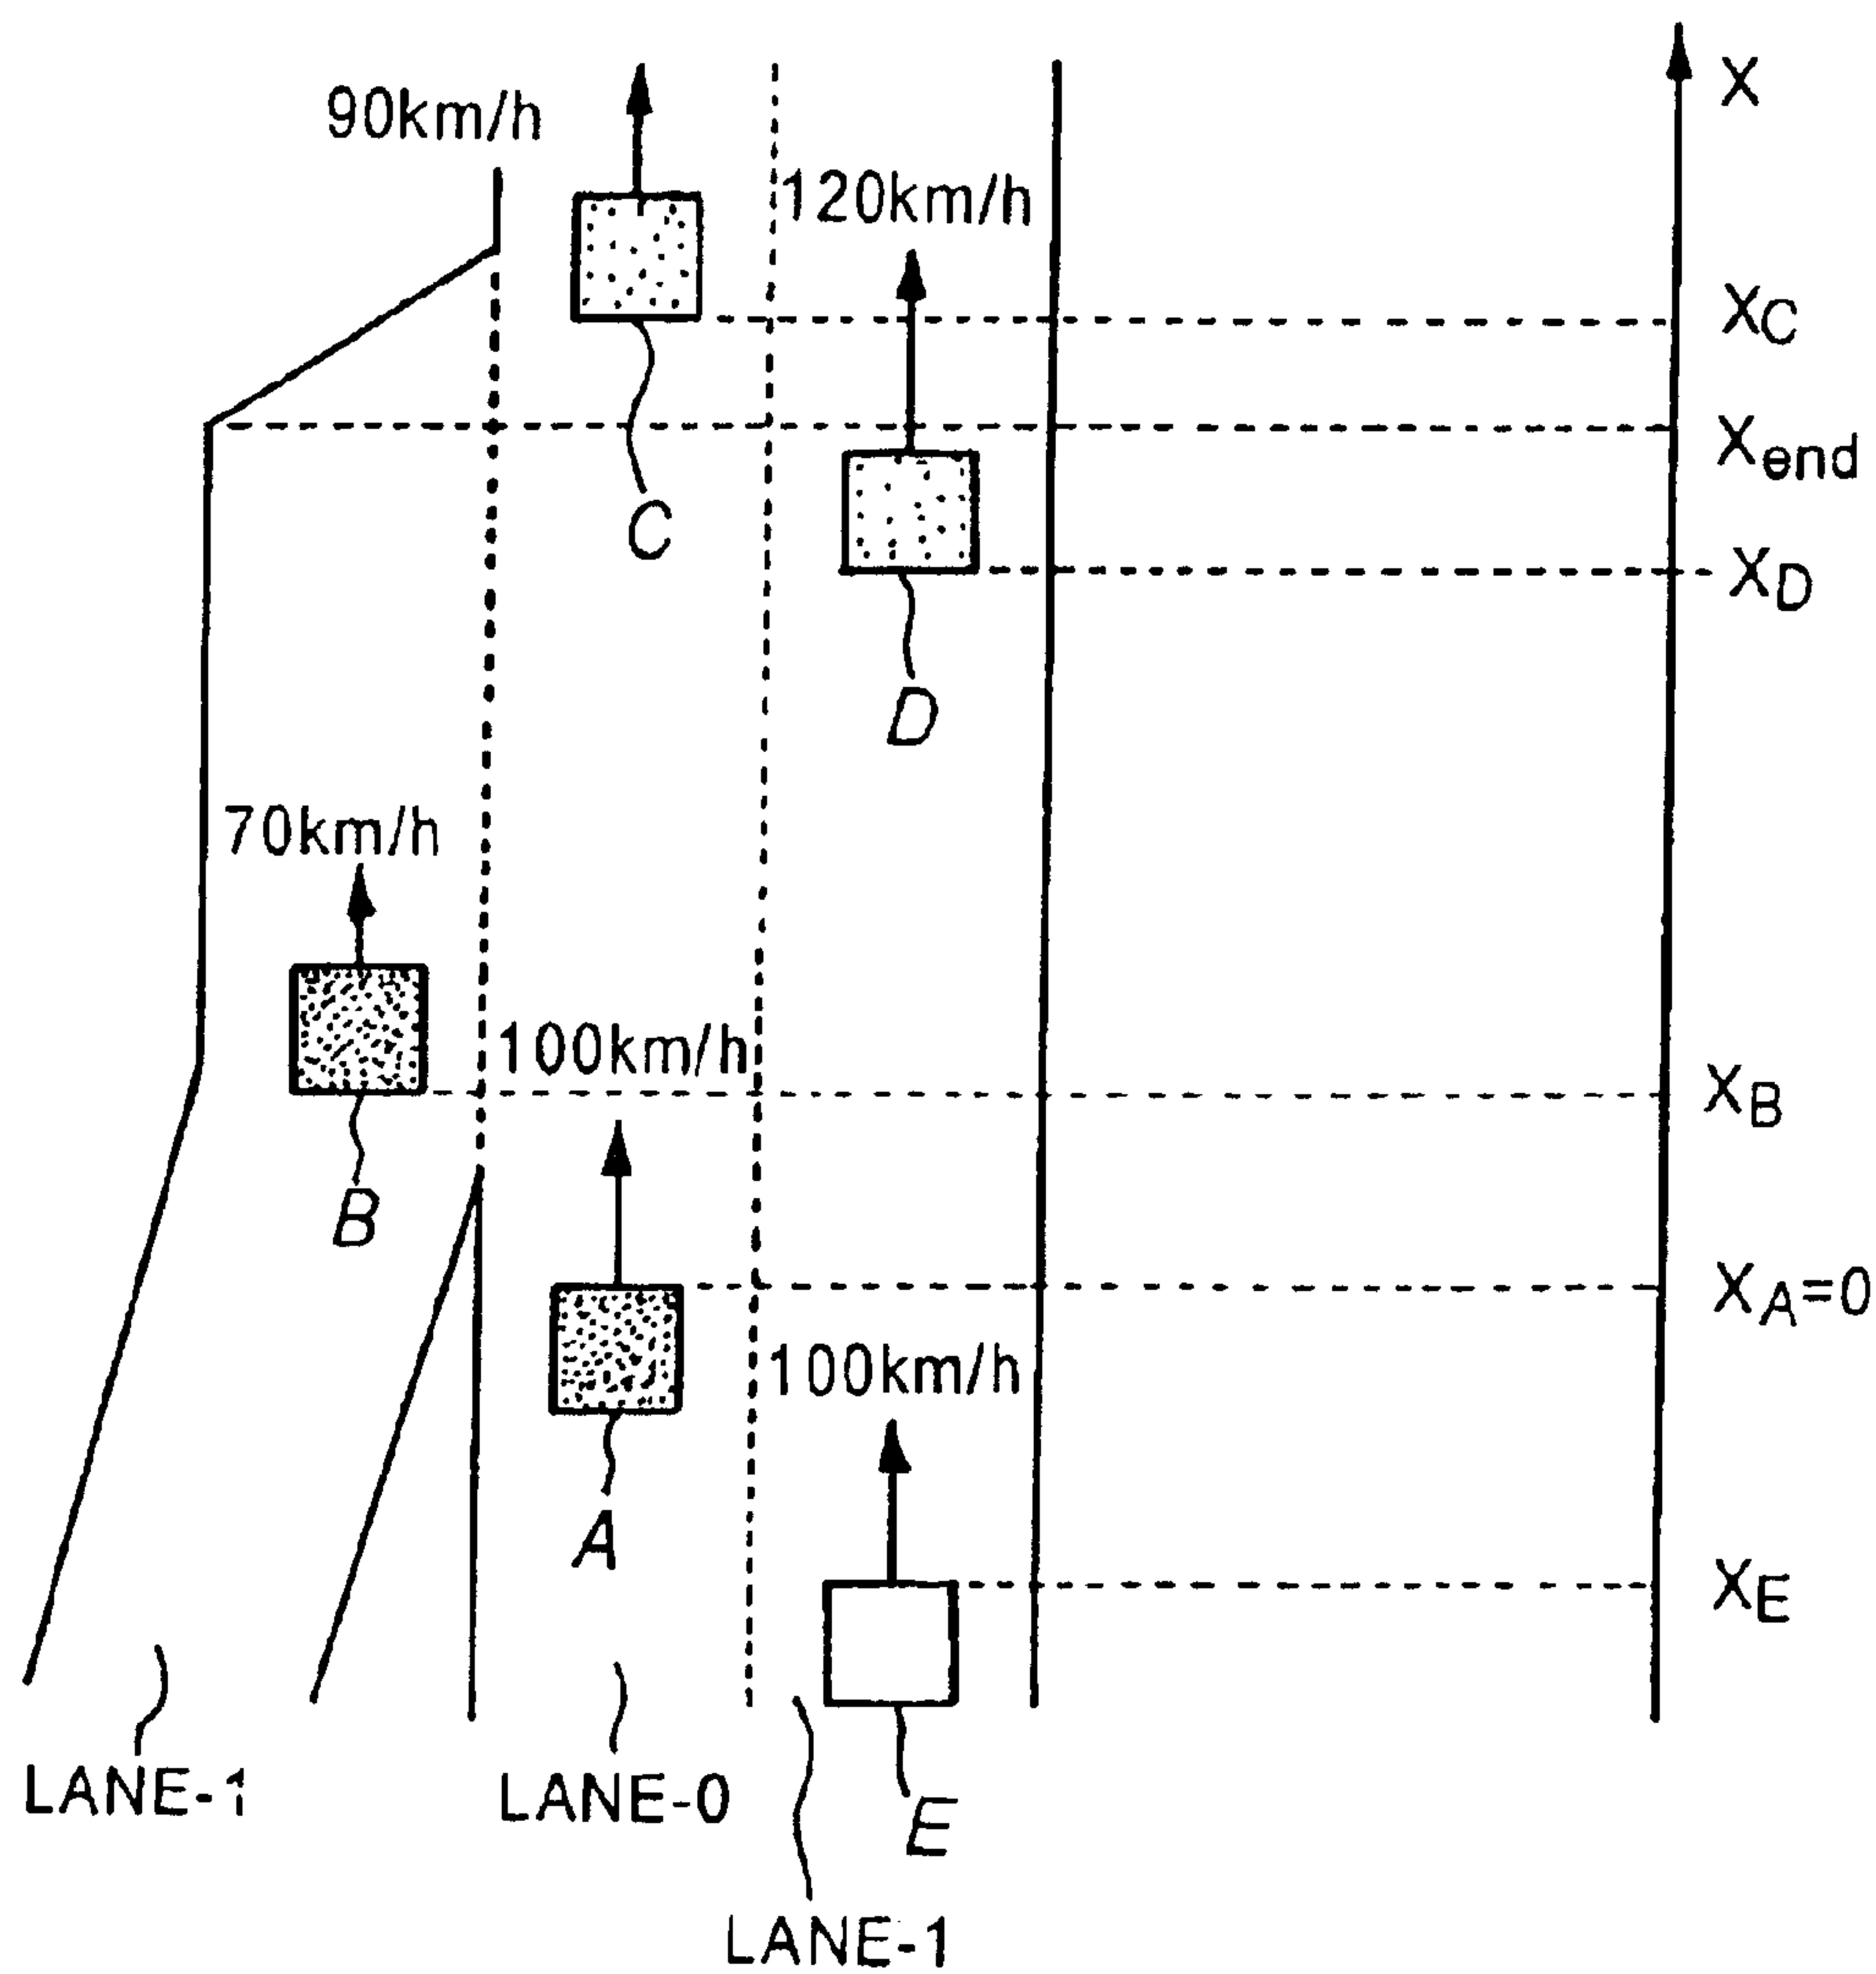 X
90km/h
120km/h
XC
Xend
C
XD
D
70km/h
100km/h
XB
B
XA=0
100km/h
A
XE
LANE-1
LANE-0
E
LANE-1